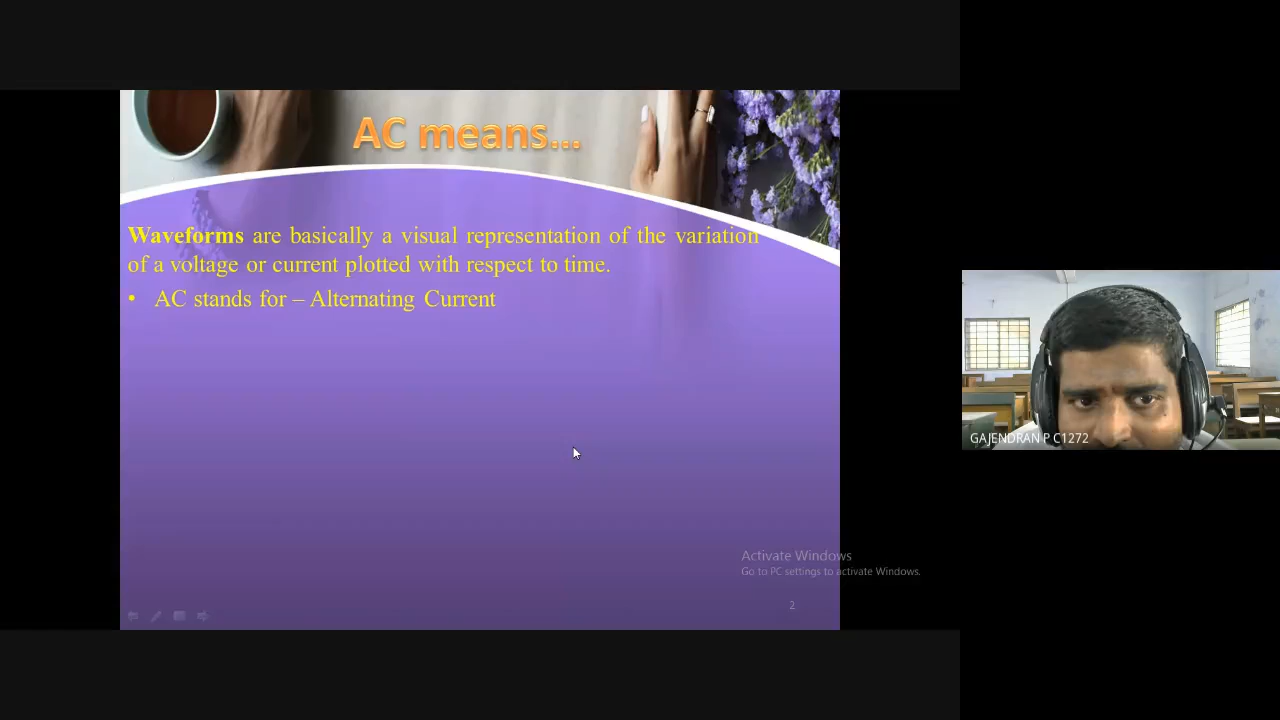 AC means...
Waveforms are basically a visual representation of the variation
of a voltage or current plotted with respect to time.
• AC stands for – Alternating Current
GAJENDRAN P C1272
Activate Windows
Go to PC settings to activate Windows.
2